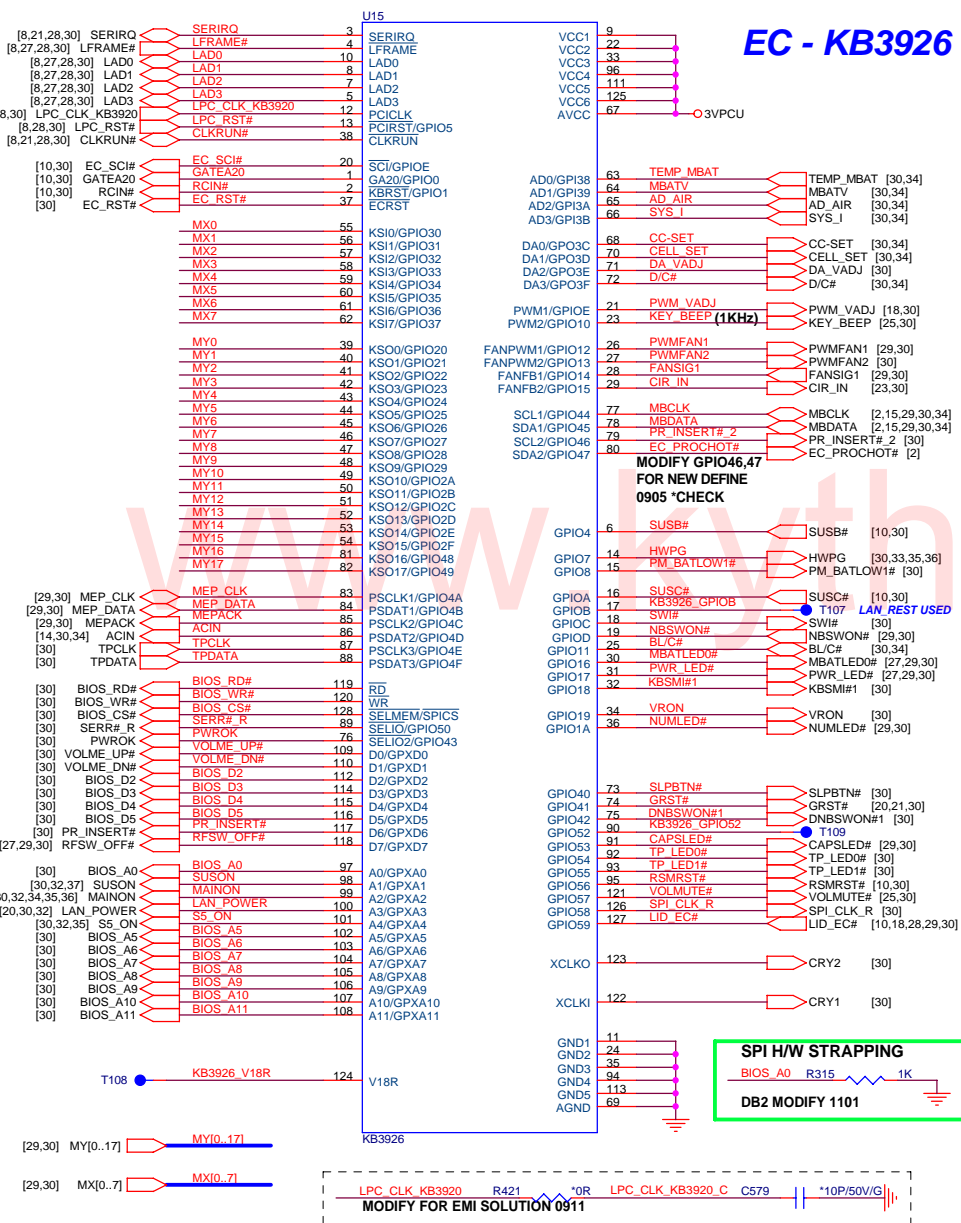 U15
EC - KB3926
[8,21,28,30] SERIRQ SERIRQ 3 SERIRQ VCC1 9
[8,27,28,30] LFRAME# LFRAME# 4 LFRAME VCC2 22
[8,27,28,30] LAD0 LAD0 10 LAD0 VCC3 33
[8,27,28,30] LAD1 LAD1 8 LAD1 VCC4 96
[8,27,28,30] LAD2 LAD2 7 LAD2 VCC5 111
[8,27,28,30] LAD3 LAD3 5 LAD3 VCC6 125
8,30] LPC_CLK_KB3920 LPC_CLK_KB3920 12 PCICLK AVCC 67 3VPCU
[8,28,30] LPC_RST# LPC_RST# 13 PCIRST/GPIO5
[8,21,28,30] CLKRUN# CLKRUN# 38 CLKRUN
[10,30] EC_SCI# EC_SCI# 20 SCI/GPIOE
[10,30] GATEA20 GATEA20 1 GA20/GPIO0
[10,30] RCIN# RCIN# 2 KBRST/GPIO1
[30] EC_RST# EC_RST# 37 ECRST
AD0/GPI38 63 TEMP_MBAT TEMP_MBAT [30,34]
AD1/GPI39 64 MBATV MBATV [30,34]
AD2/GPI3A 65 AD_AIR AD_AIR [30,34]
AD3/GPI3B 66 SYS_I SYS_I [30,34]
MX0 55 KSI0/GPIO30
MX1 56 KSI1/GPIO31
MX2 57 KSI2/GPIO32
MX3 58 KSI3/GPIO33
MX4 59 KSI4/GPIO34
MX5 60 KSI5/GPIO35
MX6 61 KSI6/GPIO36
MX7 62 KSI7/GPIO37
DA0/GPO3C 68 CC-SET CC-SET [30,34]
DA1/GPO3D 70 CELL_SET CELL_SET [30,34]
DA2/GPO3E 71 DA_VADJ DA_VADJ [30]
DA3/GPO3F 72 D/C# D/C# [30,34]
PWM1/GPIOE 21 PWM_VADJ PWM_VADJ [18,30]
PWM2/GPIO10 23 KEY_BEEP (1KHz) KEY_BEEP [25,30]
MY0 39 KSO0/GPIO20
MY1 40 KSO1/GPIO21
MY2 41 KSO2/GPIO22
MY3 42 KSO3/GPIO23
MY4 43 KSO4/GPIO24
MY5 44 KSO5/GPIO25
MY6 45 KSO6/GPIO26
MY7 46 KSO7/GPIO27
MY8 47 KSO8/GPIO28
MY9 48 KSO9/GPIO29
MY10 49 KSO10/GPIO2A
MY11 50 KSO11/GPIO2B
MY12 51 KSO12/GPIO2C
MY13 52 KSO13/GPIO2D
MY14 53 KSO14/GPIO2E
MY15 54 KSO15/GPIO2F
MY16 81 KSO16/GPIO48
MY17 82 KSO17/GPIO49
FANPWM1/GPIO12 26 PWMFAN1 PWMFAN1 [29,30]
FANPWM2/GPIO13 27 PWMFAN2 PWMFAN2 [30]
FANFB1/GPIO14 28 FANSIG1 FANSIG1 [29,30]
FANFB2/GPIO15 29 CIR_IN CIR_IN [23,30]
SCL1/GPIO44 77 MBCLK MBCLK [2,15,29,30,34]
SDA1/GPIO45 78 MBDATA MBDATA [2,15,29,30,34]
SCL2/GPIO46 79 PR_INSERT#_2 PR_INSERT#_2 [30]
SDA2/GPIO47 80 EC_PROCHOT# EC_PROCHOT# [2]
MODIFY GPIO46,47
FOR NEW DEFINE
0905 *CHECK
www.kyth
GPIO4 6 SUSB# SUSB# [10,30]
GPIO7 14 HWPG HWPG [30,33,35,36]
GPIO8 15 PM_BATLOW1# PM_BATLOW1# [30]
GPIOA 16 SUSC# SUSC# [10,30]
GPIOB 17 KB3926_GPIOB T107 LAN_REST USED
GPIOC 18 SWI# SWI# [30]
GPIOD 19 NBSWON# NBSWON# [29,30]
GPIO11 25 BL/C# BL/C# [30,34]
GPIO16 30 MBATLED0# MBATLED0# [27,29,30]
GPIO17 31 PWR_LED# PWR_LED# [27,29,30]
GPIO18 32 KBSMI#1 KBSMI#1 [30]
GPIO19 34 VRON VRON [30]
GPIO1A 36 NUMLED# NUMLED# [29,30]
[29,30] MEP_CLK MEP_CLK 83 PSCLK1/GPIO4A
[29,30] MEP_DATA MEP_DATA 84 PSDAT1/GPIO4B
[29,30] MEPACK MEPACK 85 PSCLK2/GPIO4C
[14,30,34] ACIN ACIN 86 PSDAT2/GPIO4D
[30] TPCLK TPCLK 87 PSCLK3/GPIO4E
[30] TPDATA TPDATA 88 PSDAT3/GPIO4F
[30] BIOS_RD# BIOS_RD# 119 RD
[30] BIOS_WR# BIOS_WR# 120 WR
[30] BIOS_CS# BIOS_CS# 128 SELMEM/SPICS
[30] SERR#_R SERR#_R 89 SELIO/GPIO50
[30] PWROK PWROK 76 SELIO2/GPIO43
[30] VOLME_UP# VOLME_UP# 109 D0/GPXD0
[30] VOLME_DN# VOLME_DN# 110 D1/GPXD1
[30] BIOS_D2 BIOS_D2 112 D2/GPXD2
[30] BIOS_D3 BIOS_D3 114 D3/GPXD3
[30] BIOS_D4 BIOS_D4 115 D4/GPXD4
[30] BIOS_D5 BIOS_D5 116 D5/GPXD5
[30] PR_INSERT# PR_INSERT# 117 D6/GPXD6
[27,29,30] RFSW_OFF# RFSW_OFF# 118 D7/GPXD7
GPIO40 73 SLPBTN# SLPBTN# [30]
GPIO41 74 GRST# GRST# [20,21,30]
GPIO42 75 DNBSWON#1 DNBSWON#1 [30]
GPIO52 90 KB3926_GPIO52 T109
GPIO53 91 CAPSLED# CAPSLED# [29,30]
GPIO54 92 TP_LED0# TP_LED0# [30]
GPIO55 93 TP_LED1# TP_LED1# [30]
GPIO56 95 RSMRST# RSMRST# [10,30]
GPIO57 121 VOLMUTE# VOLMUTE# [25,30]
GPIO58 126 SPI_CLK_R SPI_CLK_R [30]
GPIO59 127 LID_EC# LID_EC# [10,18,28,29,30]
[30] BIOS_A0 BIOS_A0 97 A0/GPXA0
[30,32,37] SUSON SUSON 98 A1/GPXA1
30,32,34,35,36] MAINON MAINON 99 A2/GPXA2
[20,30,32] LAN_POWER LAN_POWER 100 A3/GPXA3
[30,32,35] S5_ON S5_ON 101 A4/GPXA4
[30] BIOS_A5 BIOS_A5 102 A5/GPXA5
[30] BIOS_A6 BIOS_A6 103 A6/GPXA6
[30] BIOS_A7 BIOS_A7 104 A7/GPXA7
[30] BIOS_A8 BIOS_A8 105 A8/GPXA8
[30] BIOS_A9 BIOS_A9 106 A9/GPXA9
[30] BIOS_A10 BIOS_A10 107 A10/GPXA10
[30] BIOS_A11 BIOS_A11 108 A11/GPXA11
XCLKO 123 CRY2 [30]
XCLKI 122 CRY1 [30]
GND1 11
GND2 24
GND3 35
GND4 94
GND5 113
AGND 69
T108 KB3926_V18R 124 V18R
KB3926
SPI H/W STRAPPING
BIOS_A0 R315 1K
DB2 MODIFY 1101
[29,30] MY[0..17] MY[0..17]
[29,30] MX[0..7] MX[0..7]
LPC_CLK_KB3920 R421 *0R LPC_CLK_KB3920_C C579 *10P/50V/G
MODIFY FOR EMI SOLUTION 0911